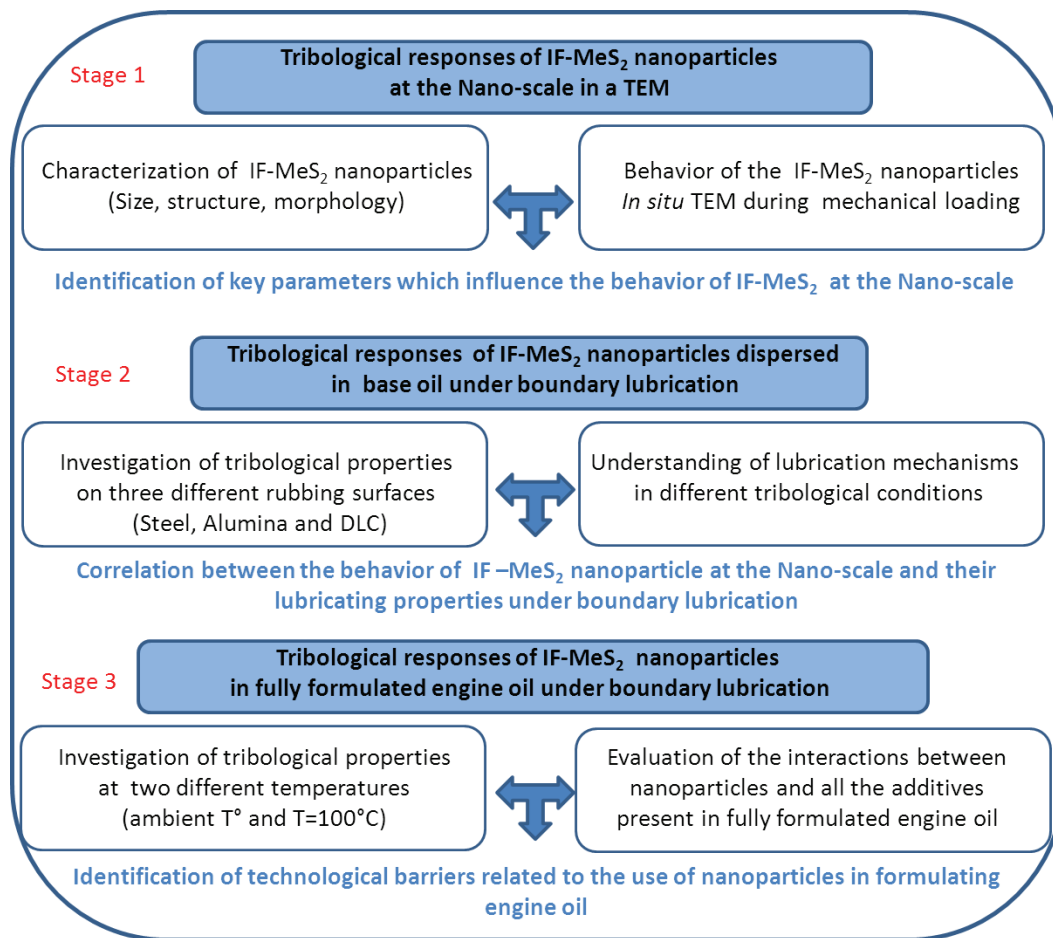 Stage 1
Tribological responses of IF-MeS₂ nanoparticles
at the Nano-scale in a TEM
Characterization of IF-MeS₂ nanoparticles
(Size, structure, morphology)
Behavior of the IF-MeS₂ nanoparticles
In situ TEM during mechanical loading
Identification of key parameters which influence the behavior of IF-MeS₂ at the Nano-scale
Stage 2
Tribological responses of IF-MeS₂ nanoparticles dispersed
in base oil under boundary lubrication
Investigation of tribological properties
on three different rubbing surfaces
(Steel, Alumina and DLC)
Understanding of lubrication mechanisms
in different tribological conditions
Correlation between the behavior of IF –MeS₂ nanoparticle at the Nano-scale and their
lubricating properties under boundary lubrication
Stage 3
Tribological responses of IF-MeS₂ nanoparticles
in fully formulated engine oil under boundary lubrication
Investigation of tribological properties
at two different temperatures
(ambient T° and T=100°C)
Evaluation of the interactions between
nanoparticles and all the additives
present in fully formulated engine oil
Identification of technological barriers related to the use of nanoparticles in formulating
engine oil